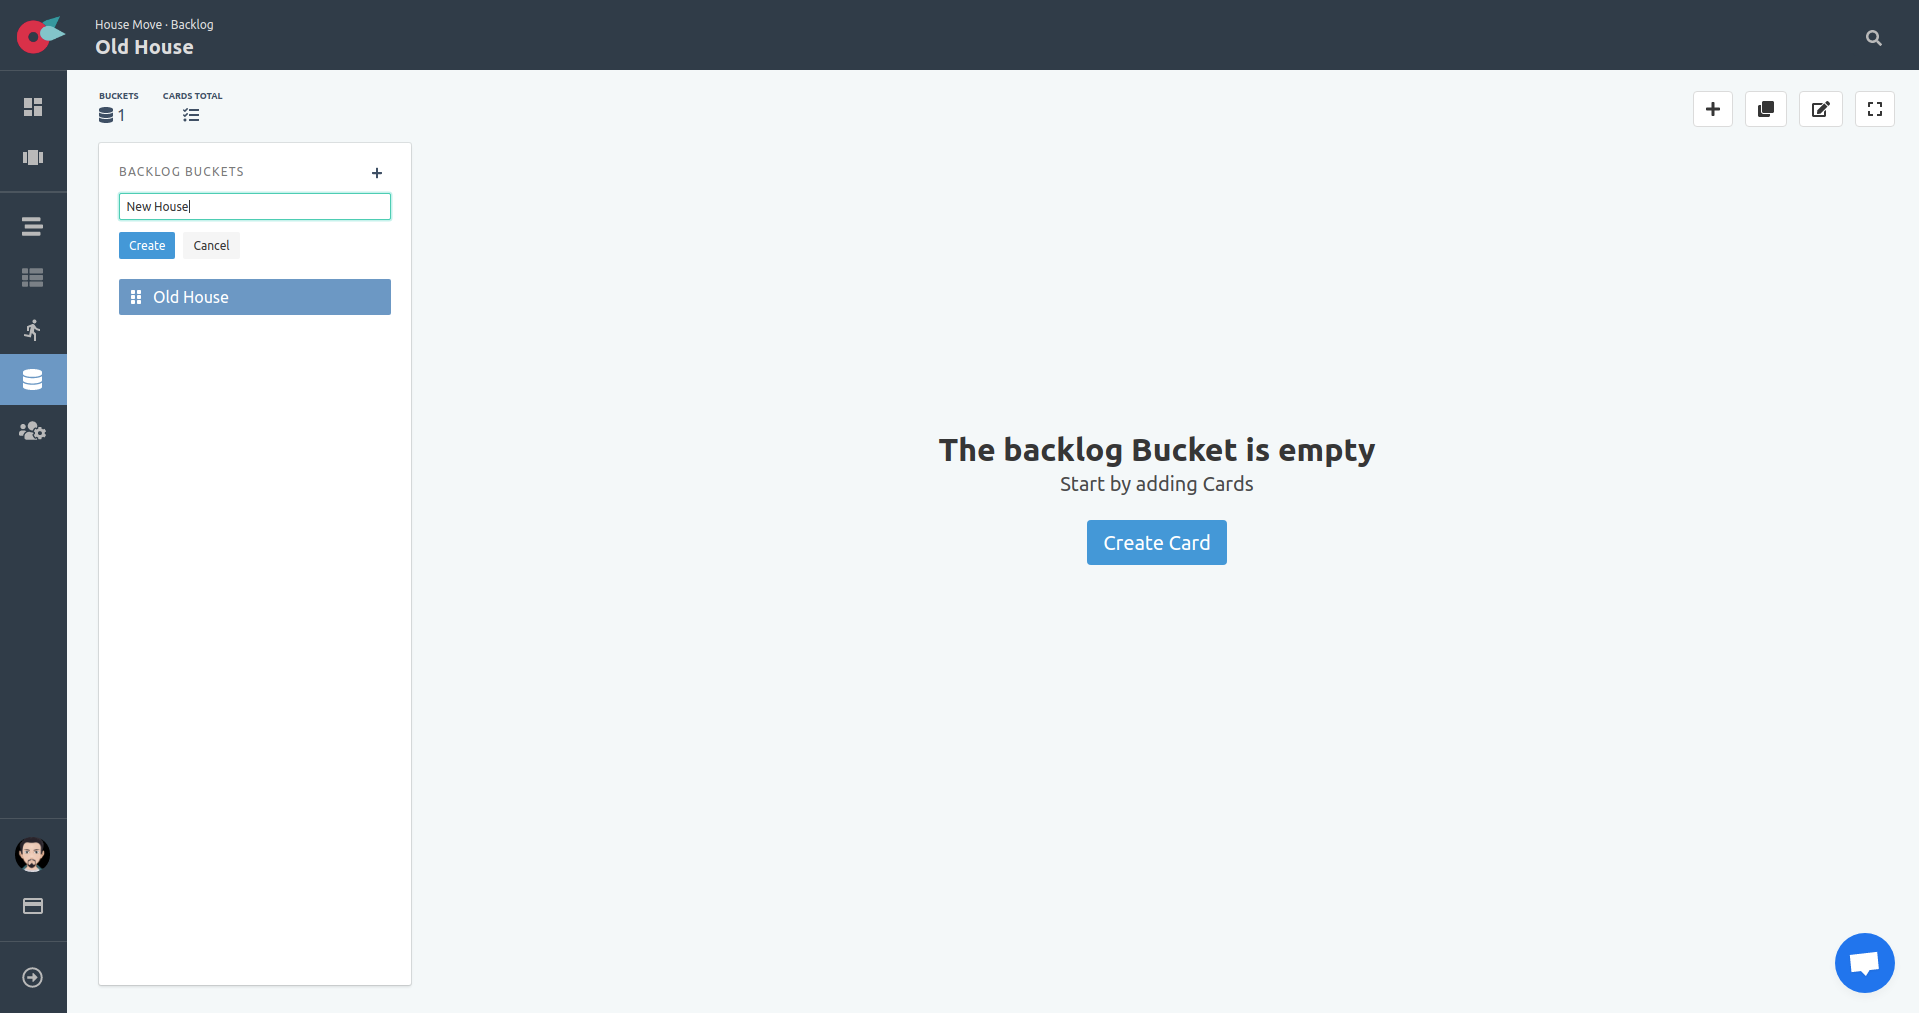 House Move · Backlog
Old House
BUCKETS
1
CARDS TOTAL
BACKLOG BUCKETS
New House
Create
Cancel
Old House
The backlog Bucket is empty
Start by adding Cards
Create Card